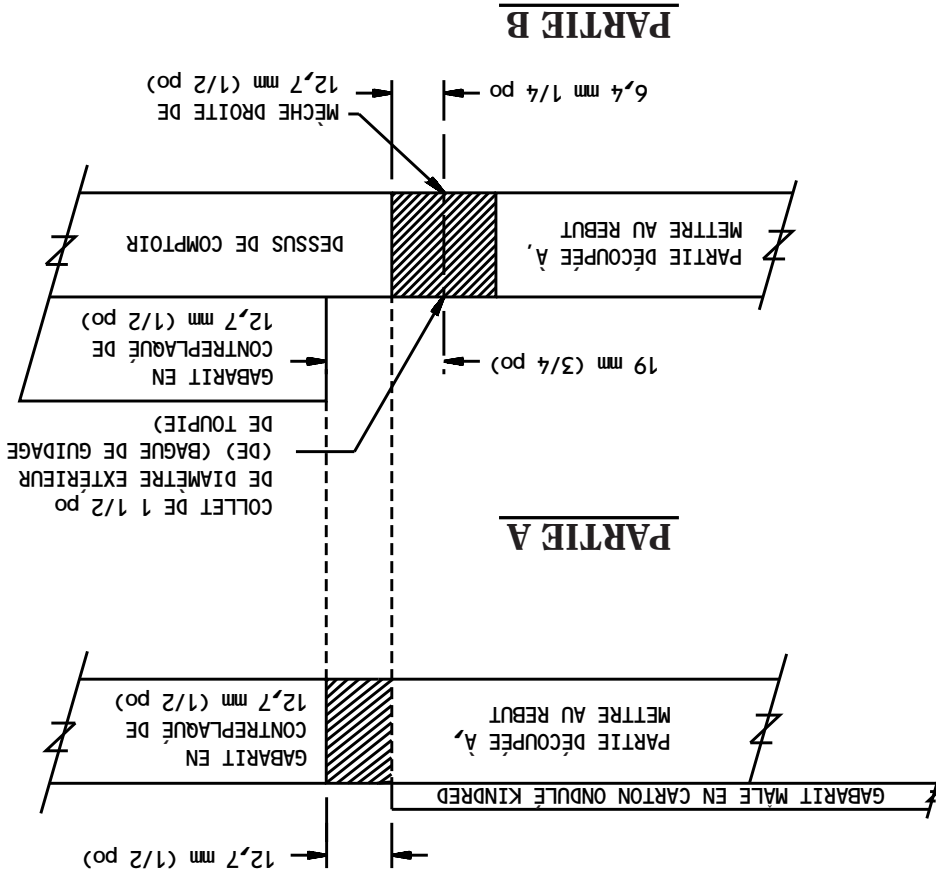 12,7 mm (1/2 po)
GABARIT MÂLE EN CARTON ONDULÉ KINDRED
PARTIE DÉCOUPÉE À,
METTRE AU REBUT
GABARIT EN
CONTREPLAQUÉ DE
12,7 mm (1/2 po)
PARTIE A
COLLET DE 1 1/2 po
DE DIAMÈTRE EXTÉRIEUR
(DE) (BAGUE DE GUIDAGE
DE TOUPIE)
19 mm (3/4 po)
GABARIT EN
CONTREPLAQUÉ DE
12,7 mm (1/2 po)
PARTIE DÉCOUPÉE À,
METTRE AU REBUT
DESSUS DE COMPTOIR
6,4 mm 1/4 po
MÈCHE DROITE DE
12,7 mm (1/2 po)
PARTIE B